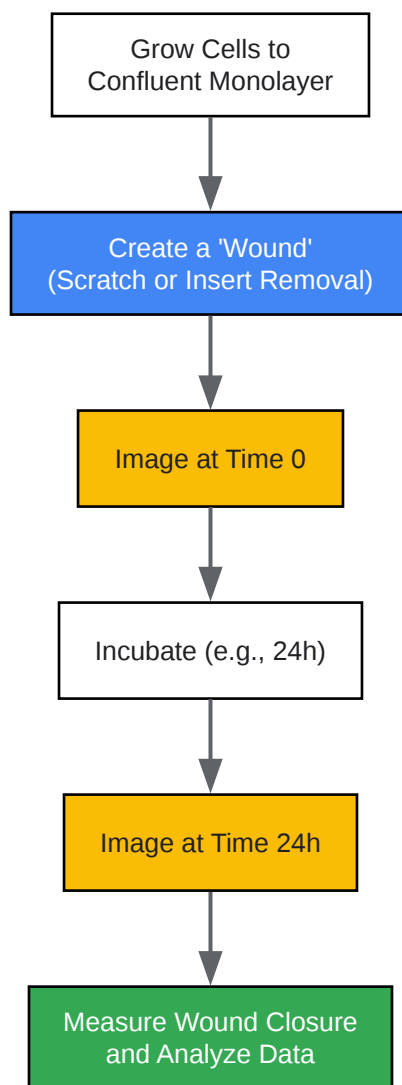 Grow Cells to
Confluent Monolayer
Create a 'Wound'
(Scratch or Insert Removal)
Image at Time 0
Incubate (e.g., 24h)
Image at Time 24h
Measure Wound Closure
and Analyze Data